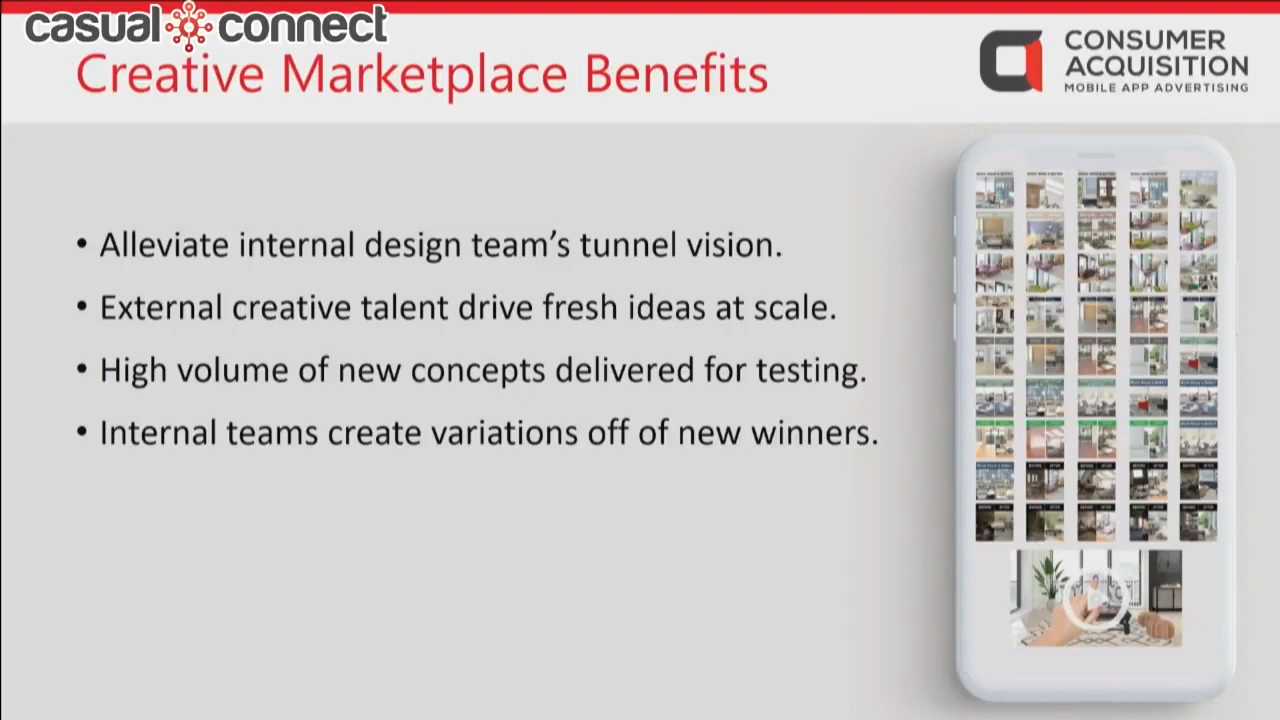 casual connect
Creative Marketplace Benefits
CONSUMER
ACQUISITION
MOBILE APP ADVERTISING
• Alleviate internal design team’s tunnel vision.
• External creative talent drive fresh ideas at scale.
• High volume of new concepts delivered for testing.
• Internal teams create variations off of new winners.